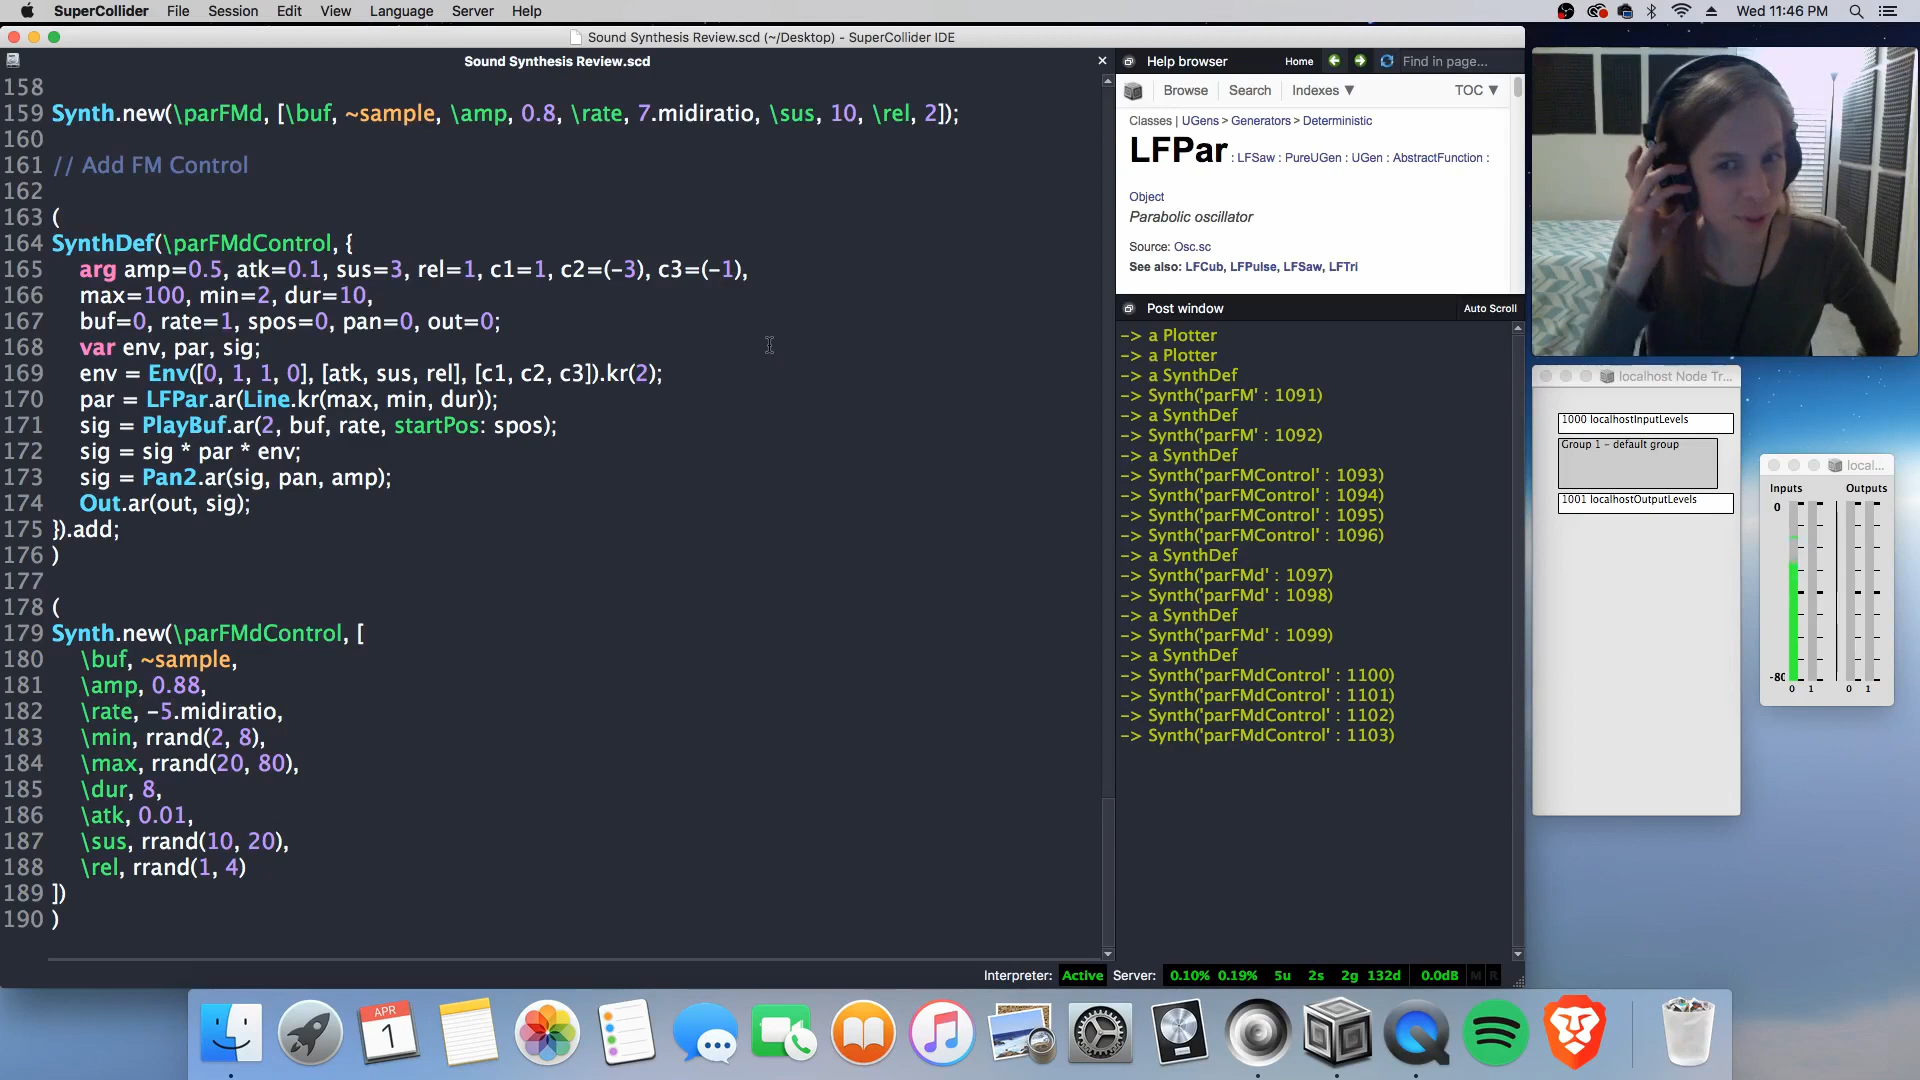 SuperCollider File Session Edit View Language Server Help
Wed 11:46 PM
Sound Synthesis Review.scd (~/Desktop) - SuperCollider IDE
Sound Synthesis Review.scd
158
159 Synth.new(\parFMd, [\buf, ~sample, \amp, 0.8, \rate, 7.midiratio, \sus, 10, \rel, 2]);
160
161 // Add FM Control
162
163 (
164 SynthDef(\parFMdControl, {
165 arg amp=0.5, atk=0.1, sus=3, rel=1, c1=1, c2=(-3), c3=(-1),
166 max=100, min=2, dur=10,
167 buf=0, rate=1, spos=0, pan=0, out=0;
168 var env, par, sig;
169 env = Env([0, 1, 1, 0], [atk, sus, rel], [c1, c2, c3]).kr(2);
170 par = LFPar.ar(Line.kr(max, min, dur));
171 sig = PlayBuf.ar(2, buf, rate, startPos: spos);
172 sig = sig * par * env;
173 sig = Pan2.ar(sig, pan, amp);
174 Out.ar(out, sig);
175 }).add;
176 )
177
178 (
179 Synth.new(\parFMdControl, [
180 \buf, ~sample,
181 \amp, 0.88,
182 \rate, -5.midiratio,
183 \min, rrand(2, 8),
184 \max, rrand(20, 80),
185 \dur, 8,
186 \atk, 0.01,
187 \sus, rrand(10, 20),
188 \rel, rrand(1, 4)
189 ])
190 )
Help browser Home Find in page...
Browse Search Indexes ▼ TOC ▼
Classes | UGens > Generators > Deterministic
LFPar : LFSaw : PureUGen : UGen : AbstractFunction :
Object
Parabolic oscillator
Source: Osc.sc
See also: LFCub, LFPulse, LFSaw, LFTri
Post window Auto Scroll
-> a Plotter
-> a Plotter
-> a SynthDef
-> Synth('parFM' : 1091)
-> a SynthDef
-> Synth('parFM' : 1092)
-> a SynthDef
-> Synth('parFMControl' : 1093)
-> Synth('parFMControl' : 1094)
-> Synth('parFMControl' : 1095)
-> Synth('parFMControl' : 1096)
-> a SynthDef
-> Synth('parFMd' : 1097)
-> Synth('parFMd' : 1098)
-> a SynthDef
-> Synth('parFMd' : 1099)
-> a SynthDef
-> Synth('parFMdControl' : 1100)
-> Synth('parFMdControl' : 1101)
-> Synth('parFMdControl' : 1102)
-> Synth('parFMdControl' : 1103)
Interpreter: Active Server: 0.10% 0.19% 5u 2s 2g 132d 0.0dB M R
localhost Node Tr...
1000 localhostInputLevels
Group 1 - default group
1001 localhostOutputLevels
local...
Inputs Outputs
0
-80
0 1 0 1
APR
1